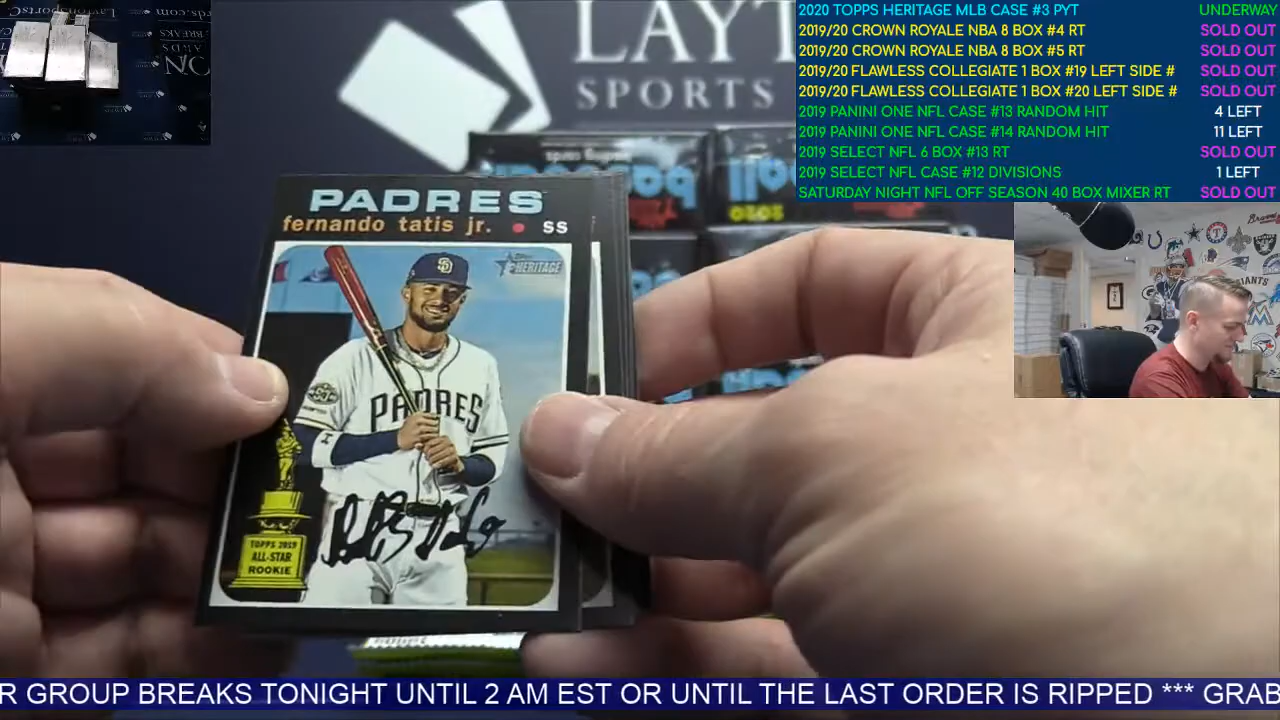 2020 TOPPS HERITAGE MLB CASE #3 PYT UNDERWAY
2019/20 CROWN ROYALE NBA 8 BOX #4 RT SOLD OUT
2019/20 CROWN ROYALE NBA 8 BOX #5 RT SOLD OUT
2019/20 FLAWLESS COLLEGIATE 1 BOX #19 LEFT SIDE # SOLD OUT
2019/20 FLAWLESS COLLEGIATE 1 BOX #20 LEFT SIDE # SOLD OUT
2019 PANINI ONE NFL CASE #13 RANDOM HIT 4 LEFT
2019 PANINI ONE NFL CASE #14 RANDOM HIT 11 LEFT
2019 SELECT NFL 6 BOX #13 RT SOLD OUT
2019 SELECT NFL CASE #12 DIVISIONS 1 LEFT
SATURDAY NIGHT NFL OFF SEASON 40 BOX MIXER RT SOLD OUT
LAYT
SPORTS
PADRES
fernando tatis jr. • SS
HERITAGE
PADRES
TOPPS 2019
ALL-STAR
ROOKIE
R GROUP BREAKS TONIGHT UNTIL 2 AM EST OR UNTIL THE LAST ORDER IS RIPPED *** GRAB